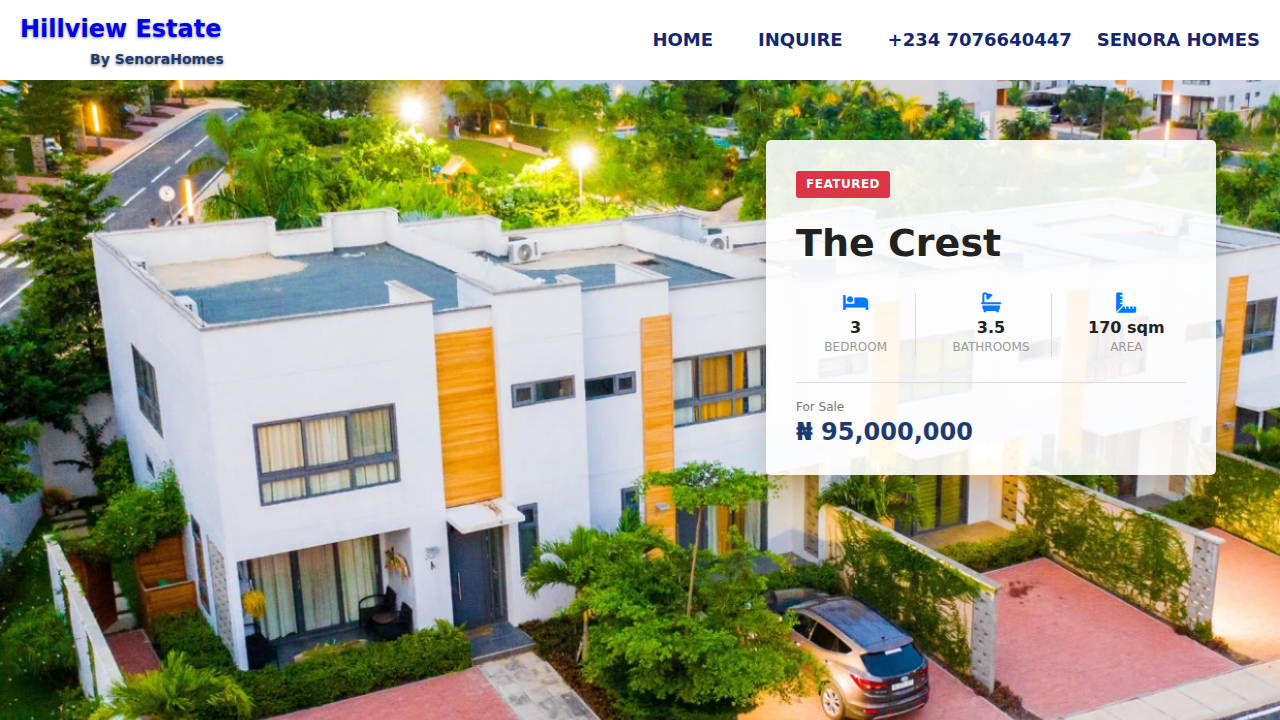 Hillview Estate
By SenoraHomes
HOME INQUIRE +234 7076640447 SENORA HOMES
FEATURED
The Crest
3 3.5 170 sqm
BEDROOM BATHROOMS AREA
For Sale
₦ 95,000,000